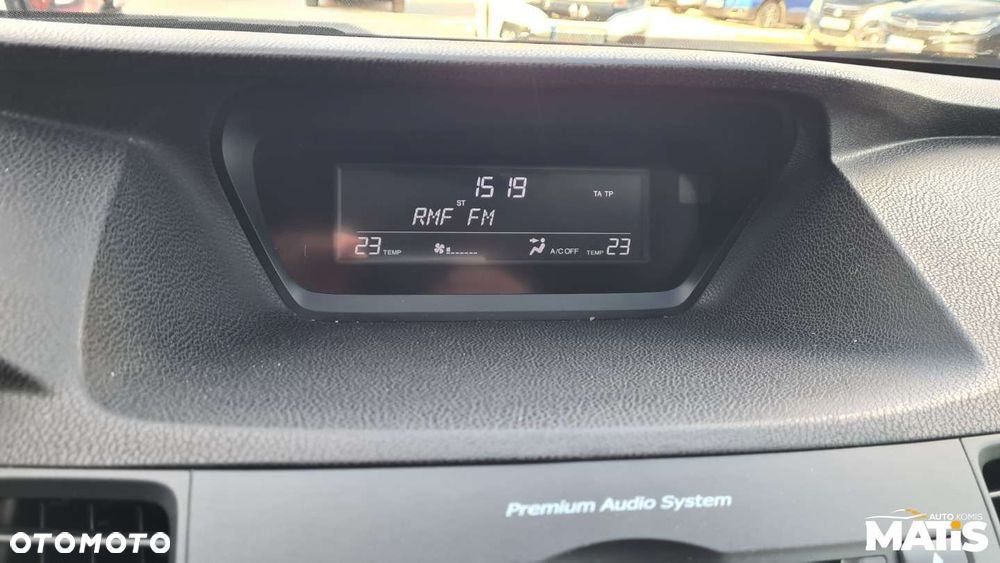 15 19
TA TP
ST
RMF FM
23 TEMP A/C OFF TEMP 23
Premium Audio System
OTOMOTO
AUTO KOMIS
MATIS